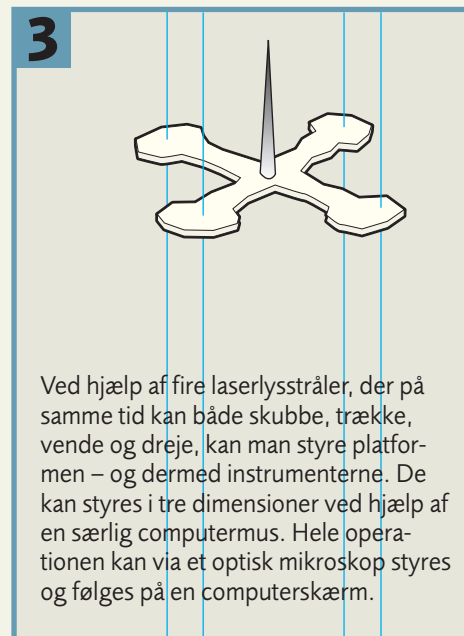 3
Ved hjælp af fire laserlysstråler, der på
samme tid kan både skubbe, trække,
vende og dreje, kan man styre platfor-
men – og dermed instrumenterne. De
kan styres i tre dimensioner ved hjælp af
en særlig computermus. Hele opera-
tionen kan via et optisk mikroskop styres
og følges på en computerskærm.